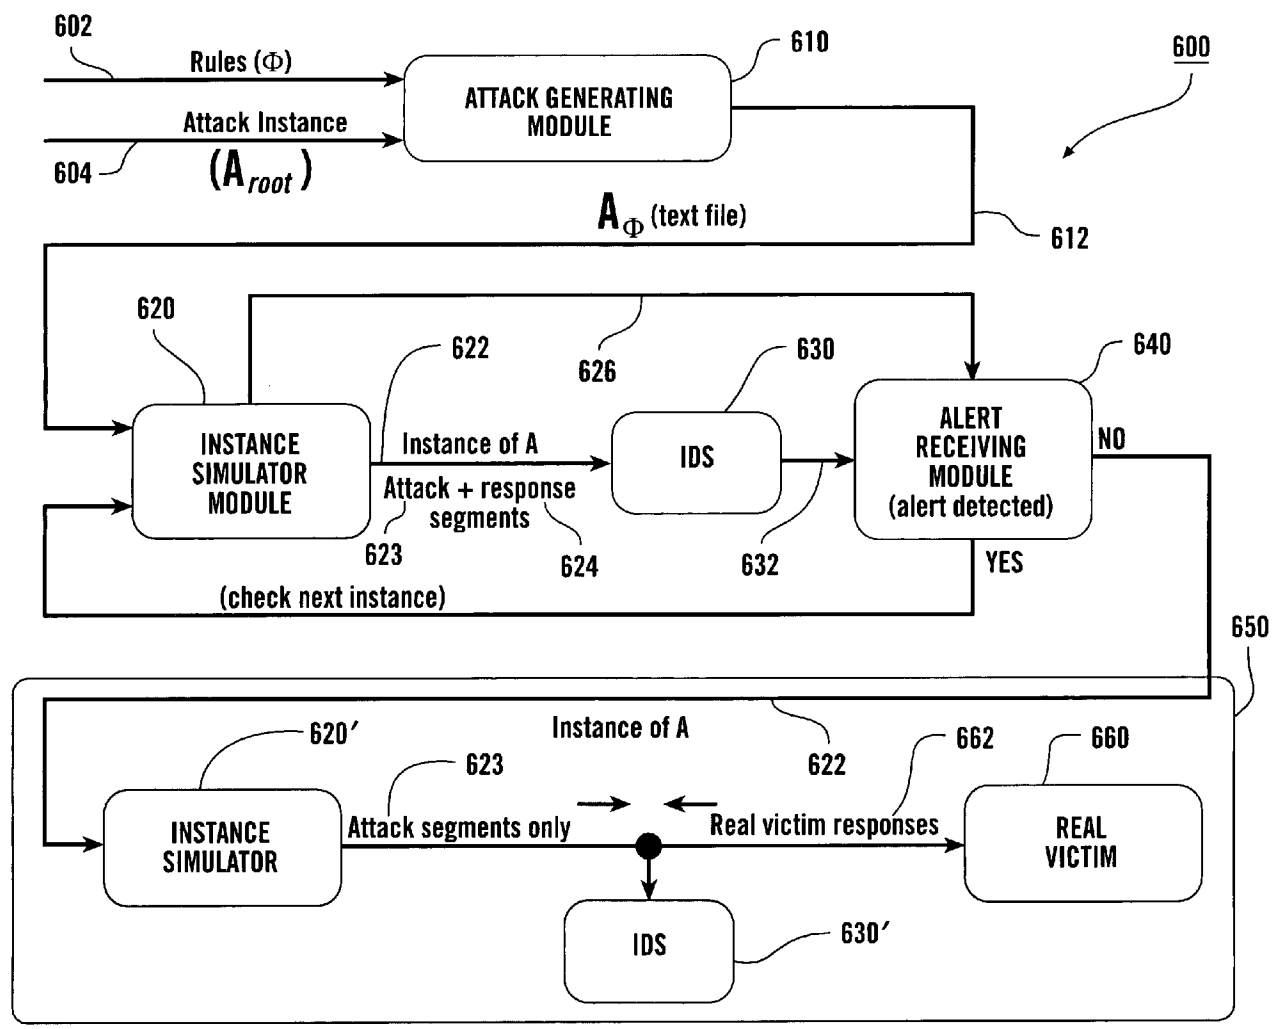 602
Rules (Φ)
610
600
ATTACK GENERATING
MODULE
Attack Instance
604
(A root )
A Φ (text file)
612
620
622
626
630
640
INSTANCE
SIMULATOR
MODULE
Instance of A
Attack + response
segments
623
624
IDS
632
ALERT
RECEIVING
MODULE
(alert detected)
NO
YES
(check next instance)
650
Instance of A
622
620′
623
662
660
INSTANCE
SIMULATOR
Attack segments only
Real victim responses
REAL
VICTIM
IDS
630′